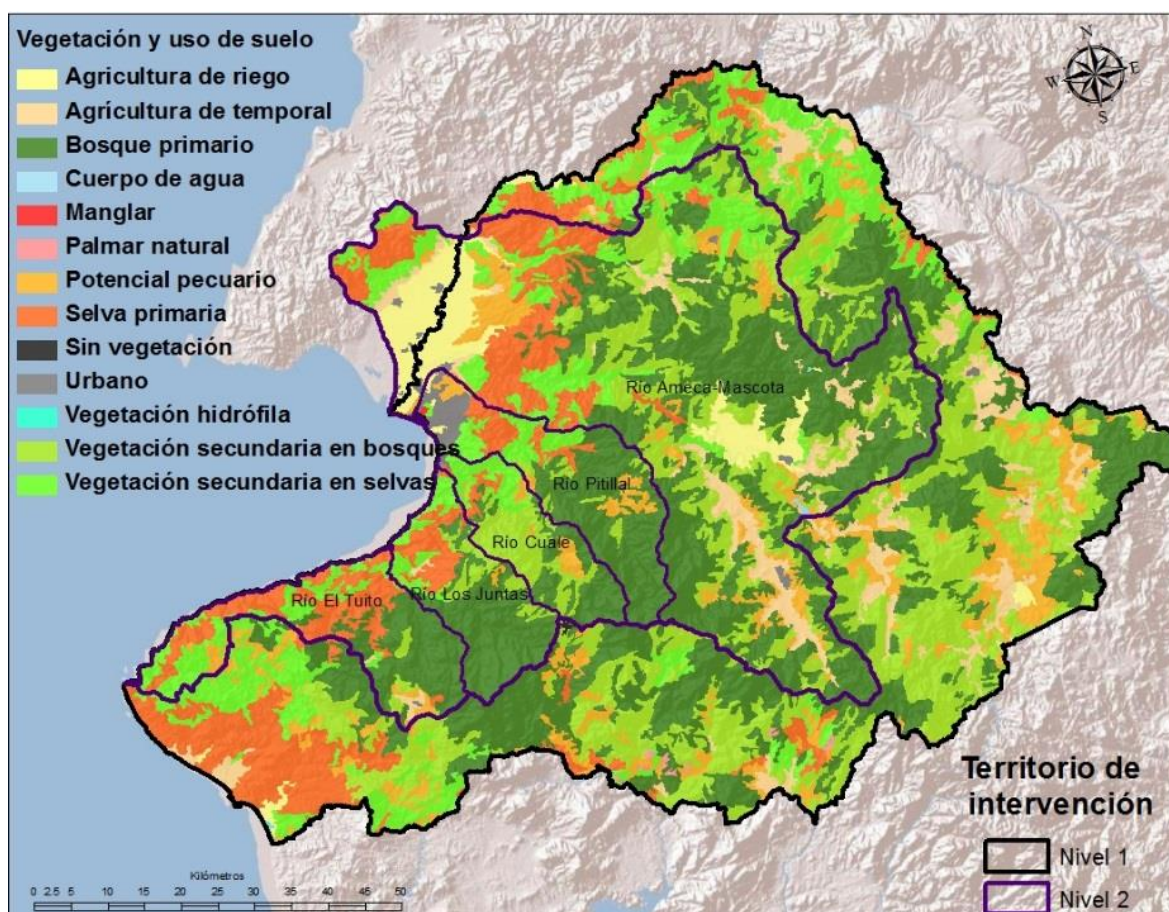 Vegetación y uso de suelo
Agricultura de riego
Agrícultura de temporal
Bosque primario
Cuerpo de agua
Manglar
Palmar natural
Potencial pecuario
Selva primaria
Sin vegetación
Urbano
Vegetación hidrófila
Vegetación secundaria en bosques
Vegetación secundaria en selvas
N
W
E
S
Río Ameca-Mascota
Río Pitillal
Río Cuale
Río Los Juntas
Río El Tuito
Territorio de
intervención
Nivel 1
Nivel 2
Kilómetros
0 2.5 5 10 15 20 25 30 35 40 45 50